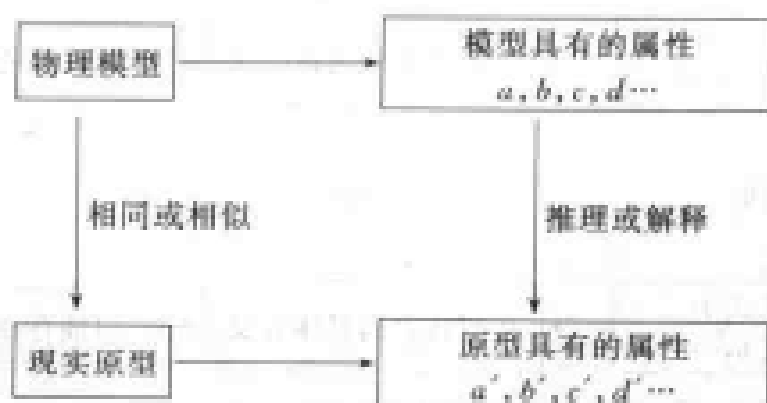 物理模型
模型具有的属性
a,b,c,d…
相同或相似
推理或解释
现实原型
原型具有的属性
a′,b′,c′,d′…